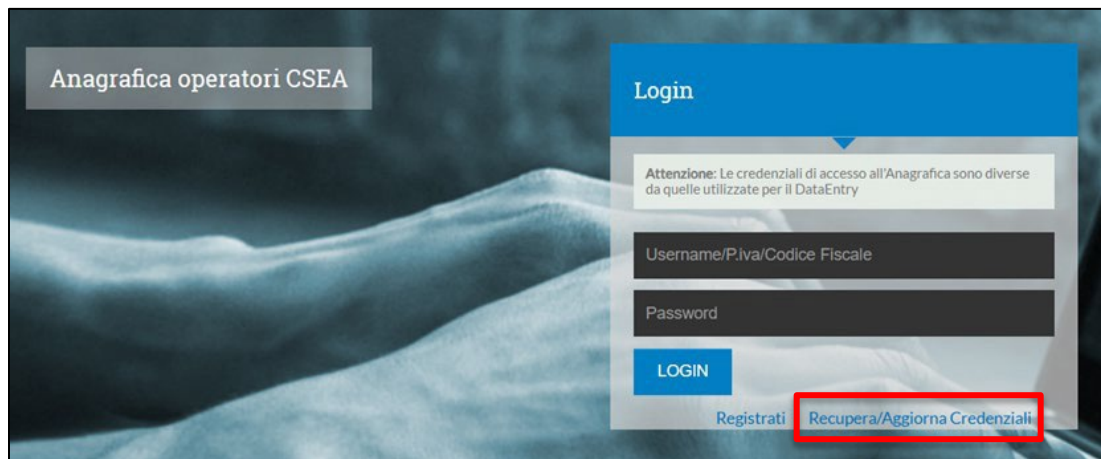 Anagrafica operatori CSEA
Login
Attenzione: Le credenziali di accesso all'Anagrafica sono diverse
da quelle utilizzate per il DataEntry
Username/P.iva/Codice Fiscale
Password
LOGIN
Registrati Recupera/Aggiorna Credenziali